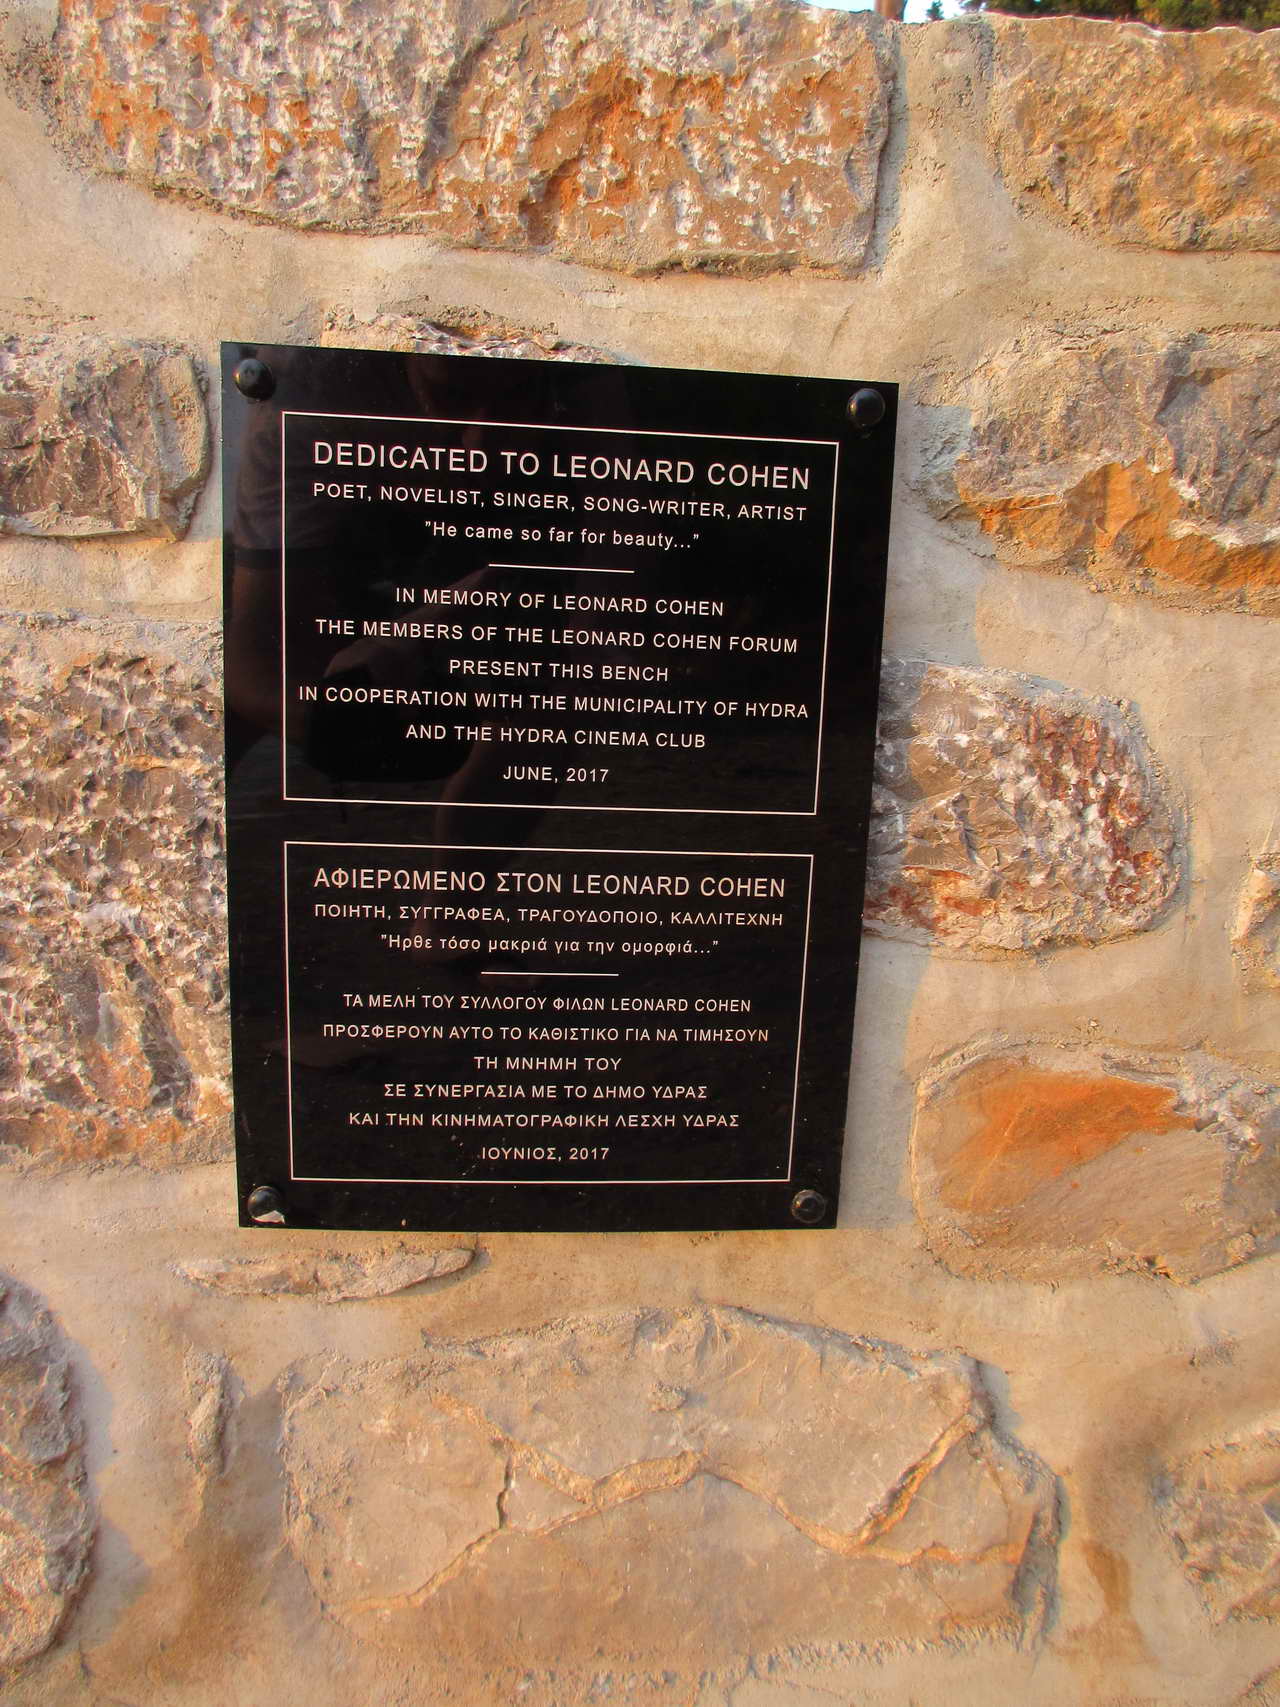 DEDICATED TO LEONARD COHEN
POET, NOVELIST, SINGER, SONG-WRITER, ARTIST
"He came so far for beauty..."
IN MEMORY OF LEONARD COHEN
THE MEMBERS OF THE LEONARD COHEN FORUM
PRESENT THIS BENCH
IN COOPERATION WITH THE MUNICIPALITY OF HYDRA
AND THE HYDRA CINEMA CLUB
JUNE, 2017
ΑΦΙΕΡΩΜΕΝΟ ΣΤΟΝ LEONARD COHEN
ΠΟΙΗΤΗ, ΣΥΓΓΡΑΦΕΑ, ΤΡΑΓΟΥΔΟΠΟΙΟ, ΚΑΛΛΙΤΕΧΝΗ
"Ηρθε τόσο μακριά για την ομορφιά..."
ΤΑ ΜΕΛΗ ΤΟΥ ΣΥΛΛΟΓΟΥ ΦΙΛΩΝ LEONARD COHEN
ΠΡΟΣΦΕΡΟΥΝ ΑΥΤΟ ΤΟ ΚΑΘΙΣΤΙΚΟ ΓΙΑ ΝΑ ΤΙΜΗΣΟΥΝ
ΤΗ ΜΝΗΜΗ ΤΟΥ
ΣΕ ΣΥΝΕΡΓΑΣΙΑ ΜΕ ΤΟ ΔΗΜΟ ΥΔΡΑΣ
ΚΑΙ ΤΗΝ ΚΙΝΗΜΑΤΟΓΡΑΦΙΚΗ ΛΕΣΧΗ ΥΔΡΑΣ
ΙΟΥΝΙΟΣ, 2017